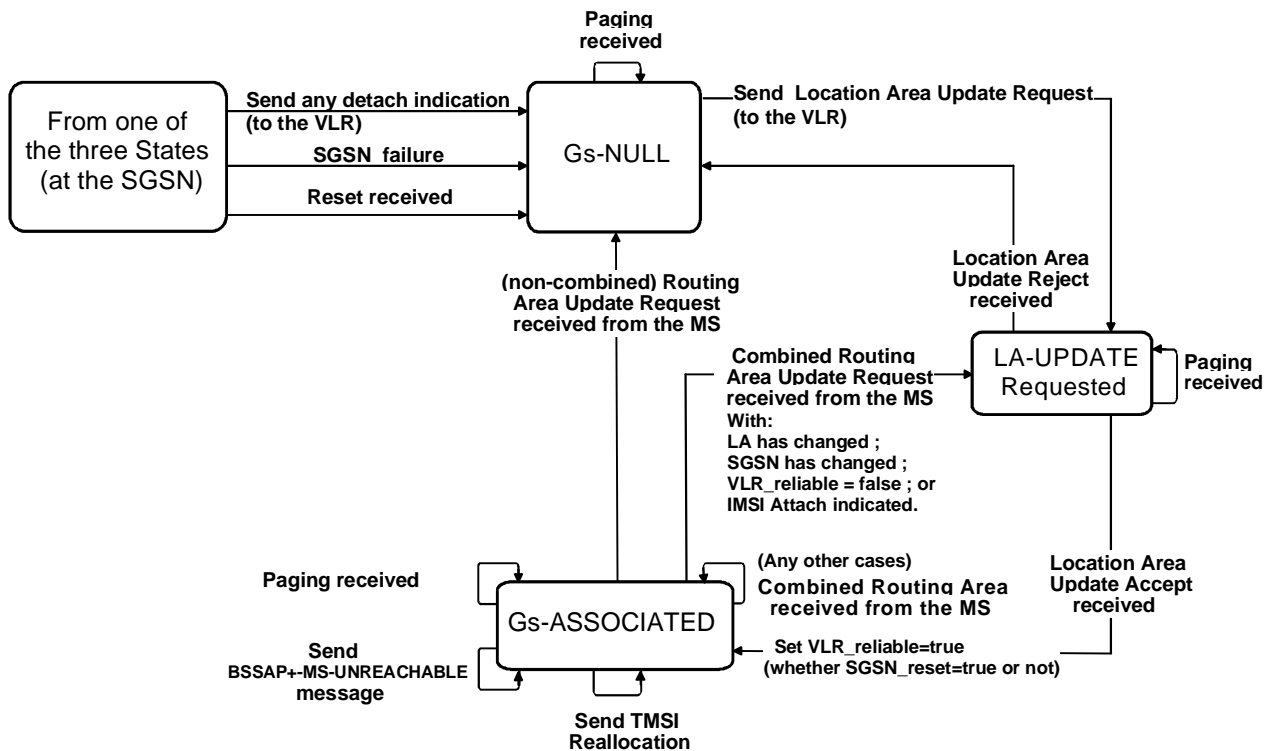 Paging
received
From one of
the three States
(at the SGSN)
Send any detach indication
(to the VLR)
SGSN failure
Reset received
Gs-NULL
Send Location Area Update Request
(to the VLR)
(non-combined) Routing
Area Update Request
received from the MS
Location Area
Update Reject
received
Combined Routing
Area Update Request
received from the MS
With:
LA has changed ;
SGSN has changed ;
VLR_reliable = false ; or
IMSI Attach indicated.
LA-UPDATE
Requested
Paging
received
Paging received
Gs-ASSOCIATED
(Any other cases)
Combined Routing Area
received from the MS
Location Area
Update Accept
received
Send
BSSAP+-MS-UNREACHABLE
message
Set VLR_reliable=true
(whether SGSN_reset=true or not)
Send TMSI
Reallocation